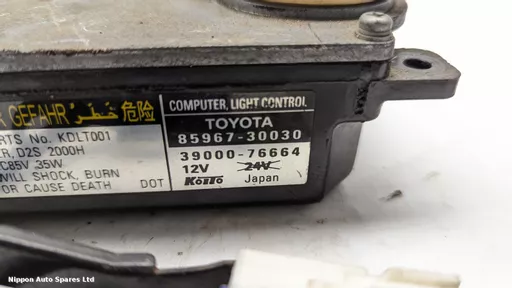 GEFAHR خطر 危险
RTS No. KDLT001
ER, D2S 2000H
C85V 35W
WILL SHOCK, BURN
OR CAUSE DEATH DOT
COMPUTER, LIGHT CONTROL
TOYOTA
85967-30030
39000-76664
12V 24V
KOITO Japan
Nippon Auto Spares Ltd